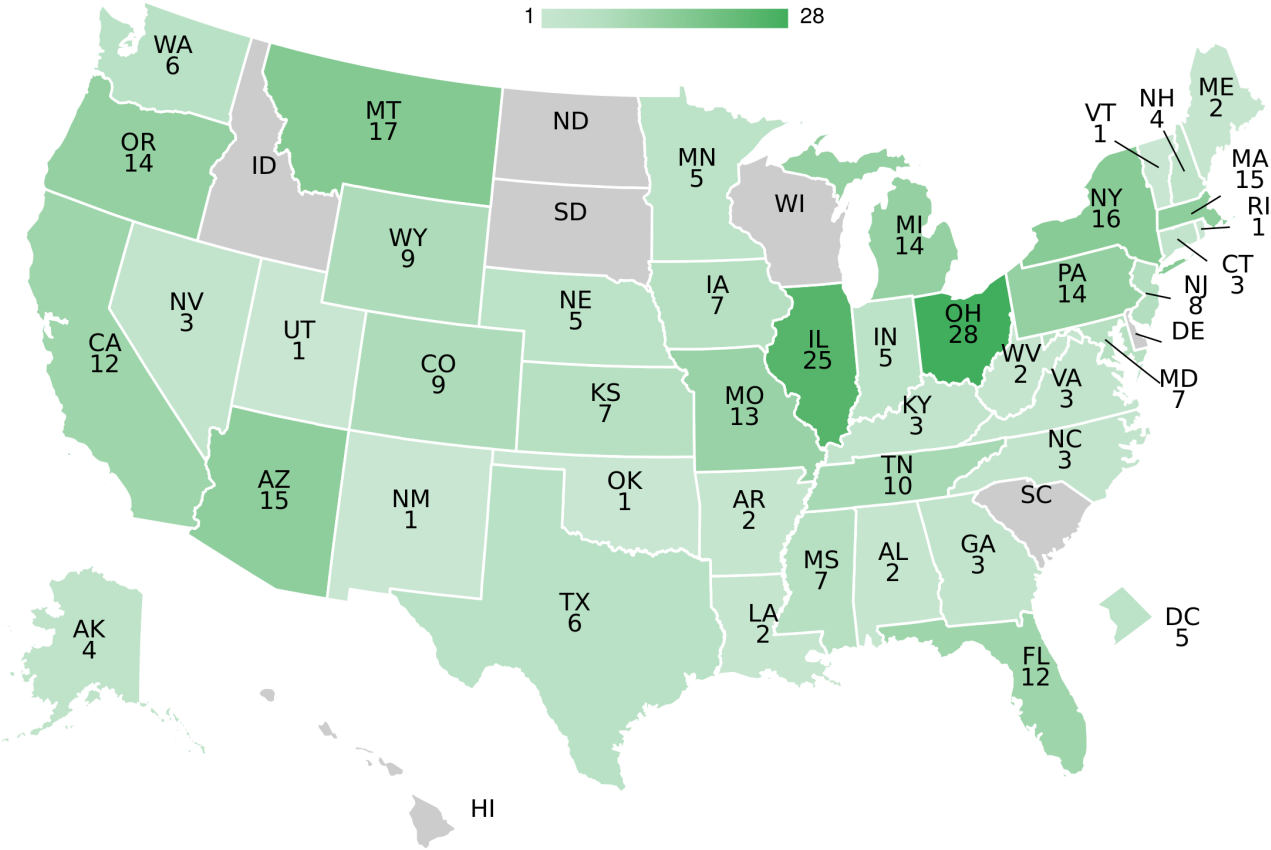 1 28
WA
6
MT
17
ND
MN
5
ME
2
NH
4
VT
1
OR
14
ID
MA
15
SD
WI
NY
16
RI
1
MI
14
WY
9
CT
3
PA
14
IA
7
NJ
8
NE
5
NV
3
UT
1
OH
28
DE
IL
25
IN
5
CA
12
CO
9
WV
2
VA
3
MD
7
KS
7
MO
13
KY
3
NC
3
TN
10
AZ
15
NM
1
OK
1
AR
2
SC
GA
3
AL
2
MS
7
TX
6
LA
2
DC
5
AK
4
FL
12
HI